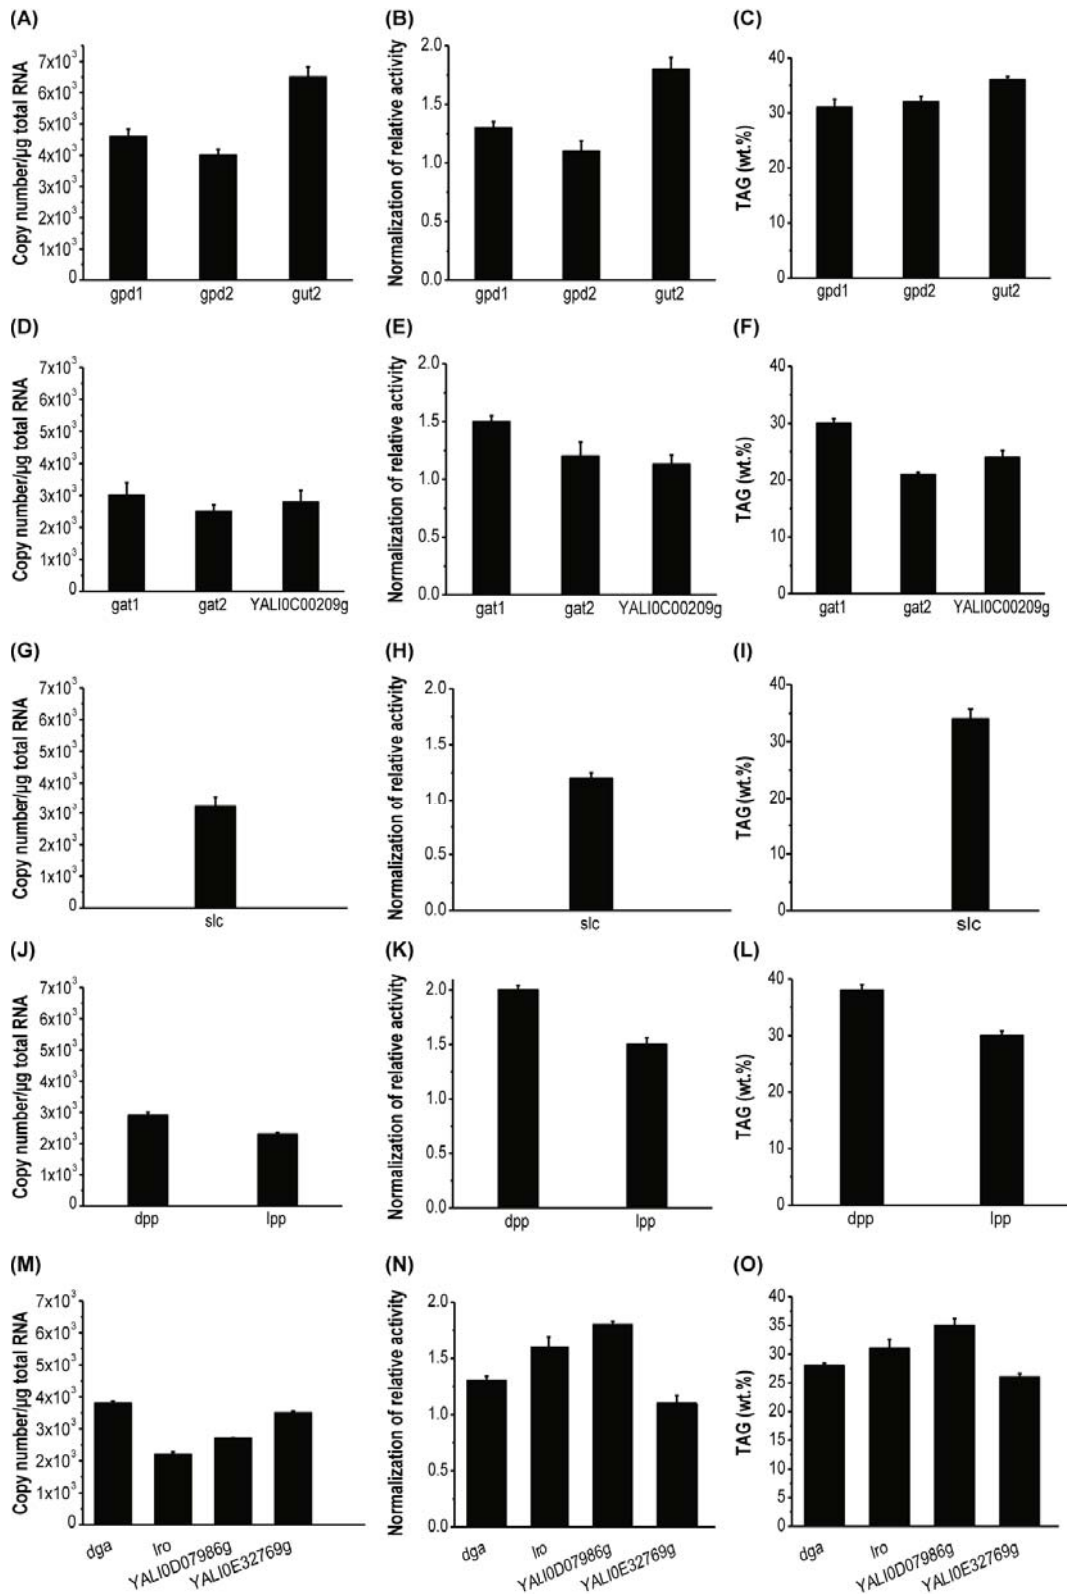 (A)
Copy number/µg total RNA
7x10³
6x10³
5x10³
4x10³
3x10³
2x10³
1x10³
0
gpd1 gpd2 gut2
(B)
Normalization of relative activity
2.0
1.5
1.0
0.5
0.0
gpd1 gpd2 gut2
(C)
TAG (wt.%)
40
30
20
10
0
gpd1 gpd2 gut2
(D)
Copy number/µg total RNA
7x10³
6x10³
5x10³
4x10³
3x10³
2x10³
1x10³
0
gat1 gat2 YALI0C00209g
(E)
Normalization of relative activity
2.0
1.5
1.0
0.5
0.0
gat1 gat2 YALI0C00209g
(F)
TAG (wt.%)
40
30
20
10
0
gat1 gat2 YALI0C00209g
(G)
Copy number/µg total RNA
7x10³
6x10³
5x10³
4x10³
3x10³
2x10³
1x10³
0
slc
(H)
Normalization of relative activity
2.0
1.5
1.0
0.5
0.0
slc
(I)
TAG (wt.%)
40
30
20
10
0
slc
(J)
Copy number/µg total RNA
7x10³
6x10³
5x10³
4x10³
3x10³
2x10³
1x10³
0
dpp lpp
(K)
Normalization of relative activity
2.0
1.5
1.0
0.5
0.0
dpp lpp
(L)
TAG (wt.%)
40
30
20
10
0
dpp lpp
(M)
Copy number/µg total RNA
7x10³
6x10³
5x10³
4x10³
3x10³
2x10³
1x10³
0
dga lro YALI0D07986g YALI0E32769g
(N)
Normalization of relative activity
2.0
1.5
1.0
0.5
0.0
dga lro YALI0D07986g YALI0E32769g
(O)
TAG (wt.%)
40
35
30
25
20
15
10
5
0
dga lro YALI0D07986g YALI0E32769g